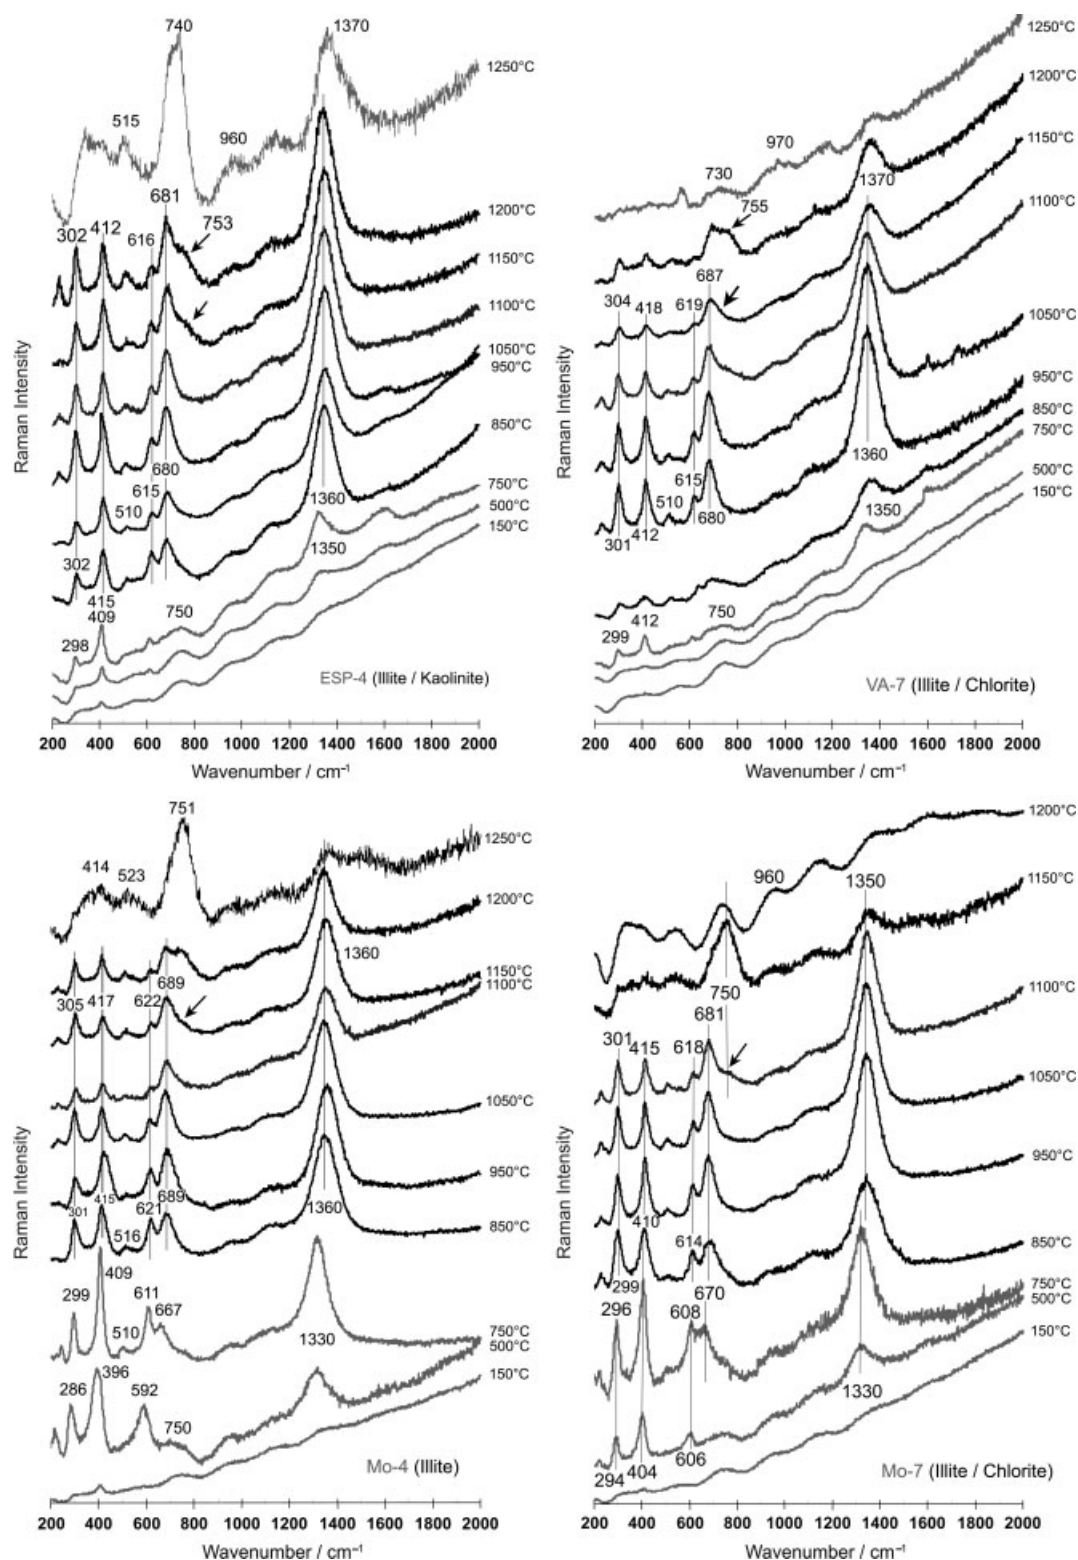 740
1370
1250°C
515
960
681
753
302
412
616
1200°C
1150°C
1100°C
1050°C
950°C
850°C
680
615
510
1360
750°C
500°C
150°C
302
415
409
1350
750
298
ESP-4 (Illite / Kaolinite)
Raman Intensity
200 400 600 800 1000 1200 1400 1600 1800 2000
Wavenumber / cm⁻¹
1250°C
1200°C
970
1150°C
730
1370
755
1100°C
687
304
418
619
1050°C
950°C
1360
850°C
615
510
750°C
680
1350
301
412
500°C
150°C
750
412
299
VA-7 (Illite / Chlorite)
Raman Intensity
200 400 600 800 1000 1200 1400 1600 1800 2000
Wavenumber / cm⁻¹
751
1250°C
414
523
1200°C
1360
1150°C
1100°C
689
305
417
622
1050°C
950°C
689
301
415
621
1360
850°C
516
409
299
611
667
510
1330
750°C
500°C
396
286
592
150°C
750
Mo-4 (Illite)
Raman Intensity
200 400 600 800 1000 1200 1400 1600 1800 2000
Wavenumber / cm⁻¹
1200°C
960
1350
1150°C
750
1100°C
681
301
415
618
1050°C
950°C
410
614
850°C
299
670
296
608
750°C
500°C
150°C
1330
606
294
404
Mo-7 (Illite / Chlorite)
Raman Intensity
200 400 600 800 1000 1200 1400 1600 1800 2000
Wavenumber / cm⁻¹